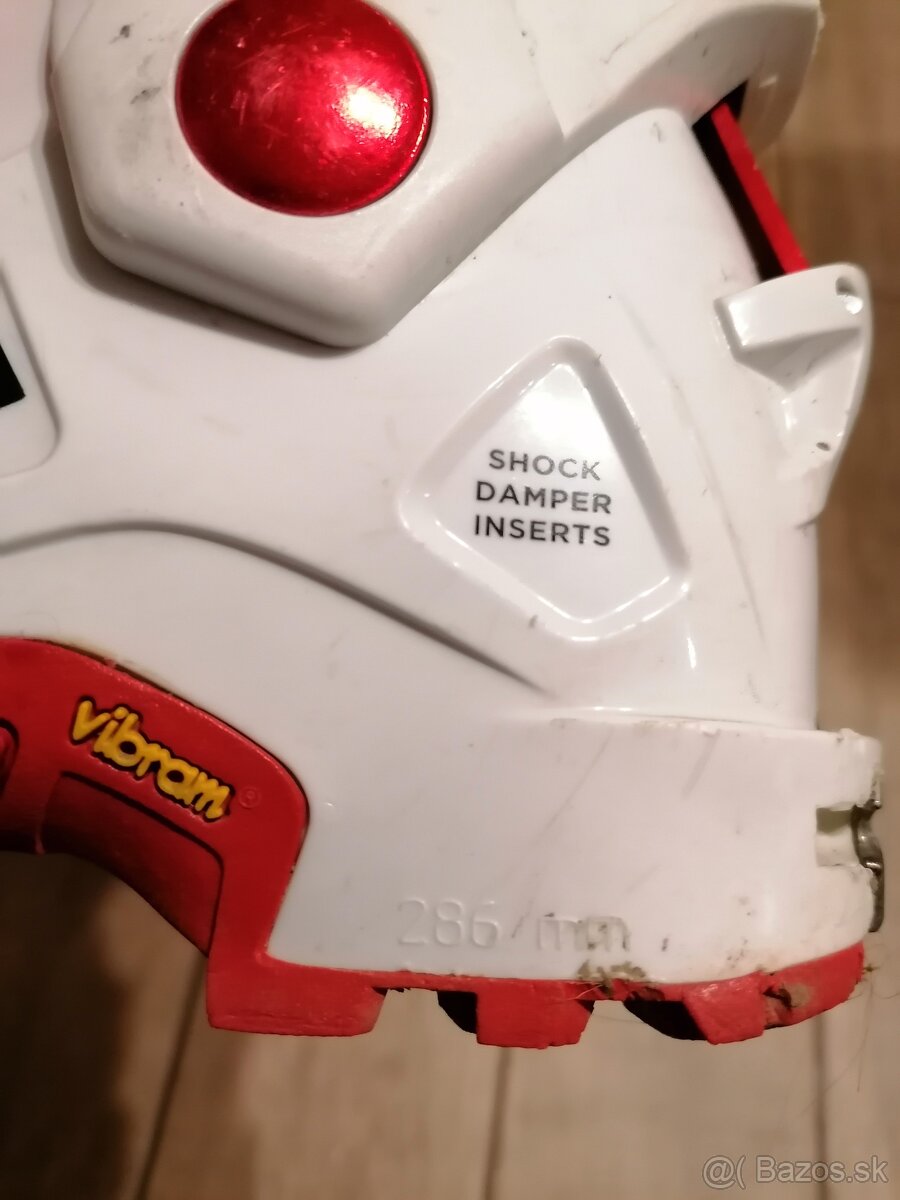 SHOCK
DAMPER
INSERTS
vibram®
286 mm
@( Bazos.sk